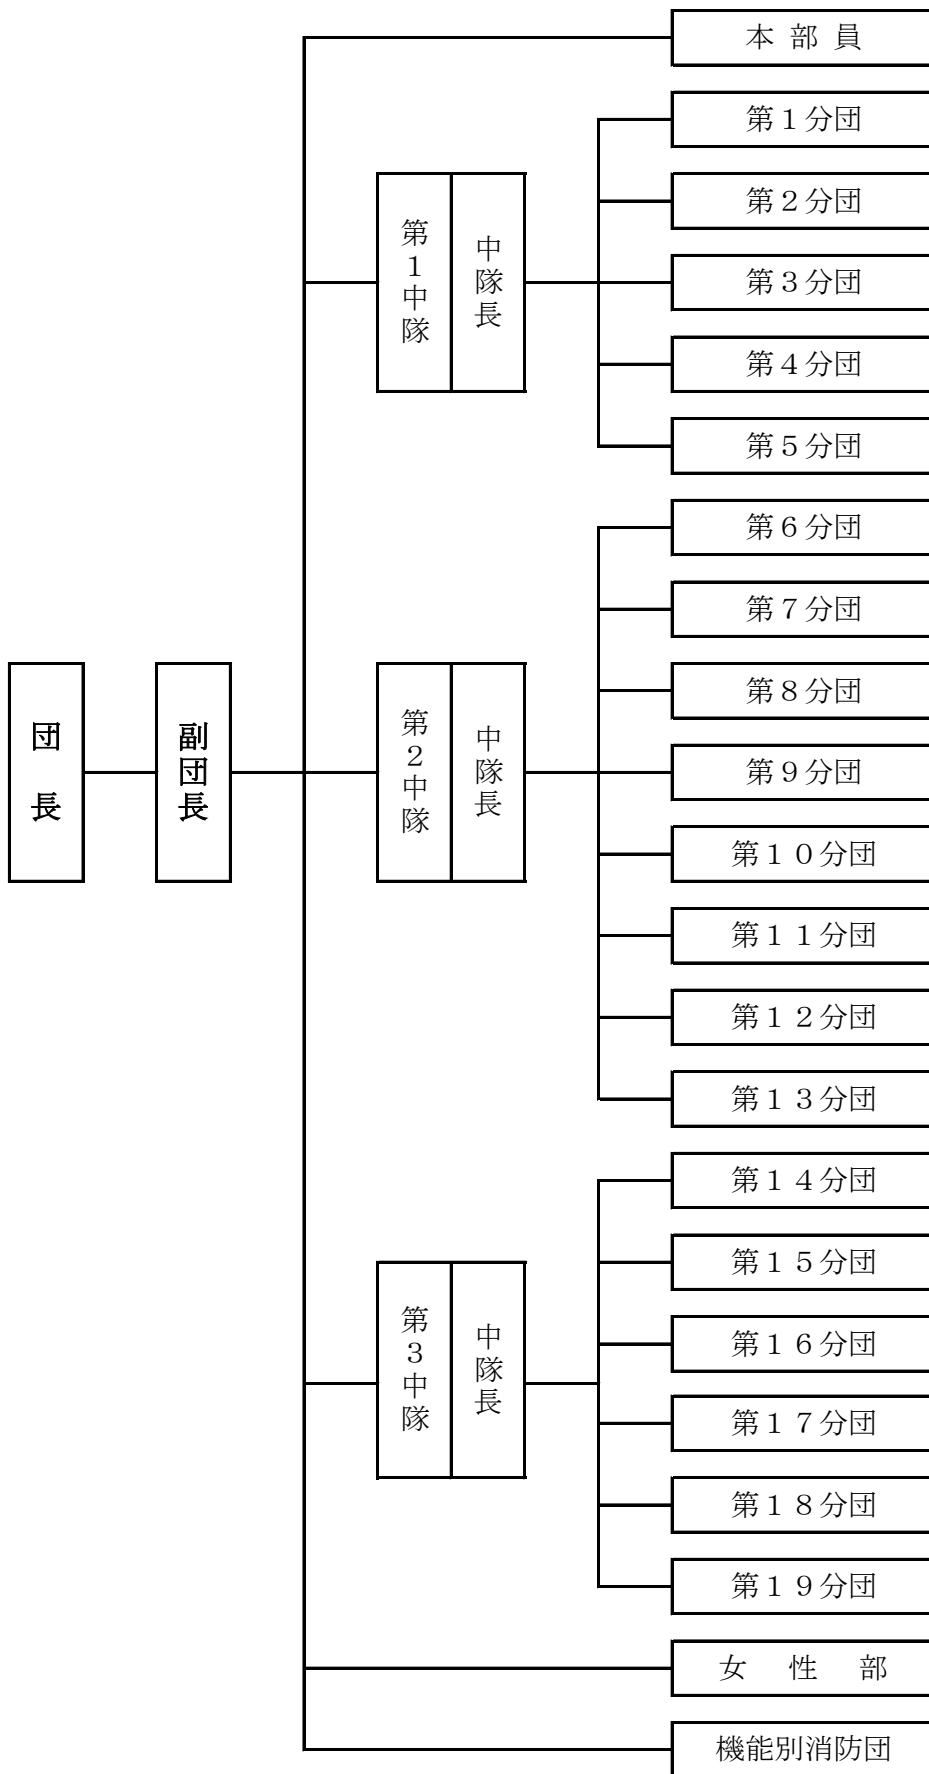 団長
副団長
本部員
第1中隊
中隊長
第１分団
第２分団
第３分団
第４分団
第５分団
第2中隊
中隊長
第６分団
第７分団
第８分団
第９分団
第１０分団
第１１分団
第１２分団
第１３分団
第3中隊
中隊長
第１４分団
第１５分団
第１６分団
第１７分団
第１８分団
第１９分団
女性部
機能別消防団